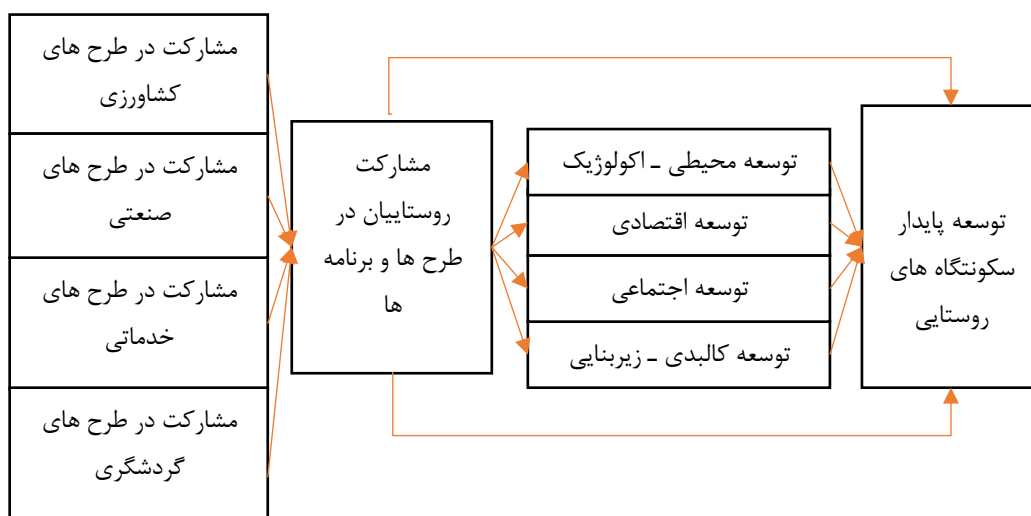 مشارکت در طرح های
کشاورزی
مشارکت در طرح های
صنعتی
مشارکت در طرح های
خدماتی
مشارکت در طرح های
گردشگری
مشارکت
روستاییان در
طرح ها و برنامه
ها
توسعه محیطی ـ اکولوژیک
توسعه اقتصادی
توسعه اجتماعی
توسعه کالبدی ـ زیربنایی
توسعه پایدار
سکونتگاه های
روستایی